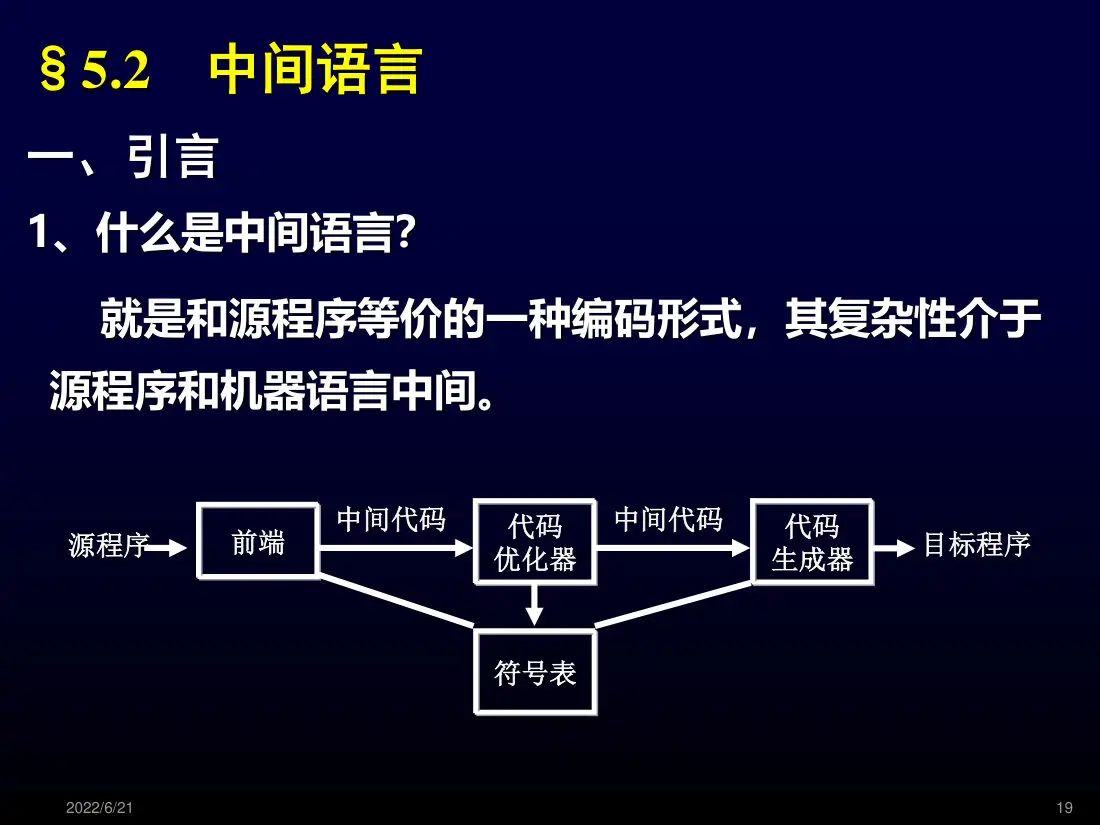 §5.2 中间语言
一、引言
1、什么是中间语言？
就是和源程序等价的一种编码形式，其复杂性介于
源程序和机器语言中间。
源程序
前端
中间代码
代码
优化器
中间代码
代码
生成器
目标程序
符号表
2022/6/21
19